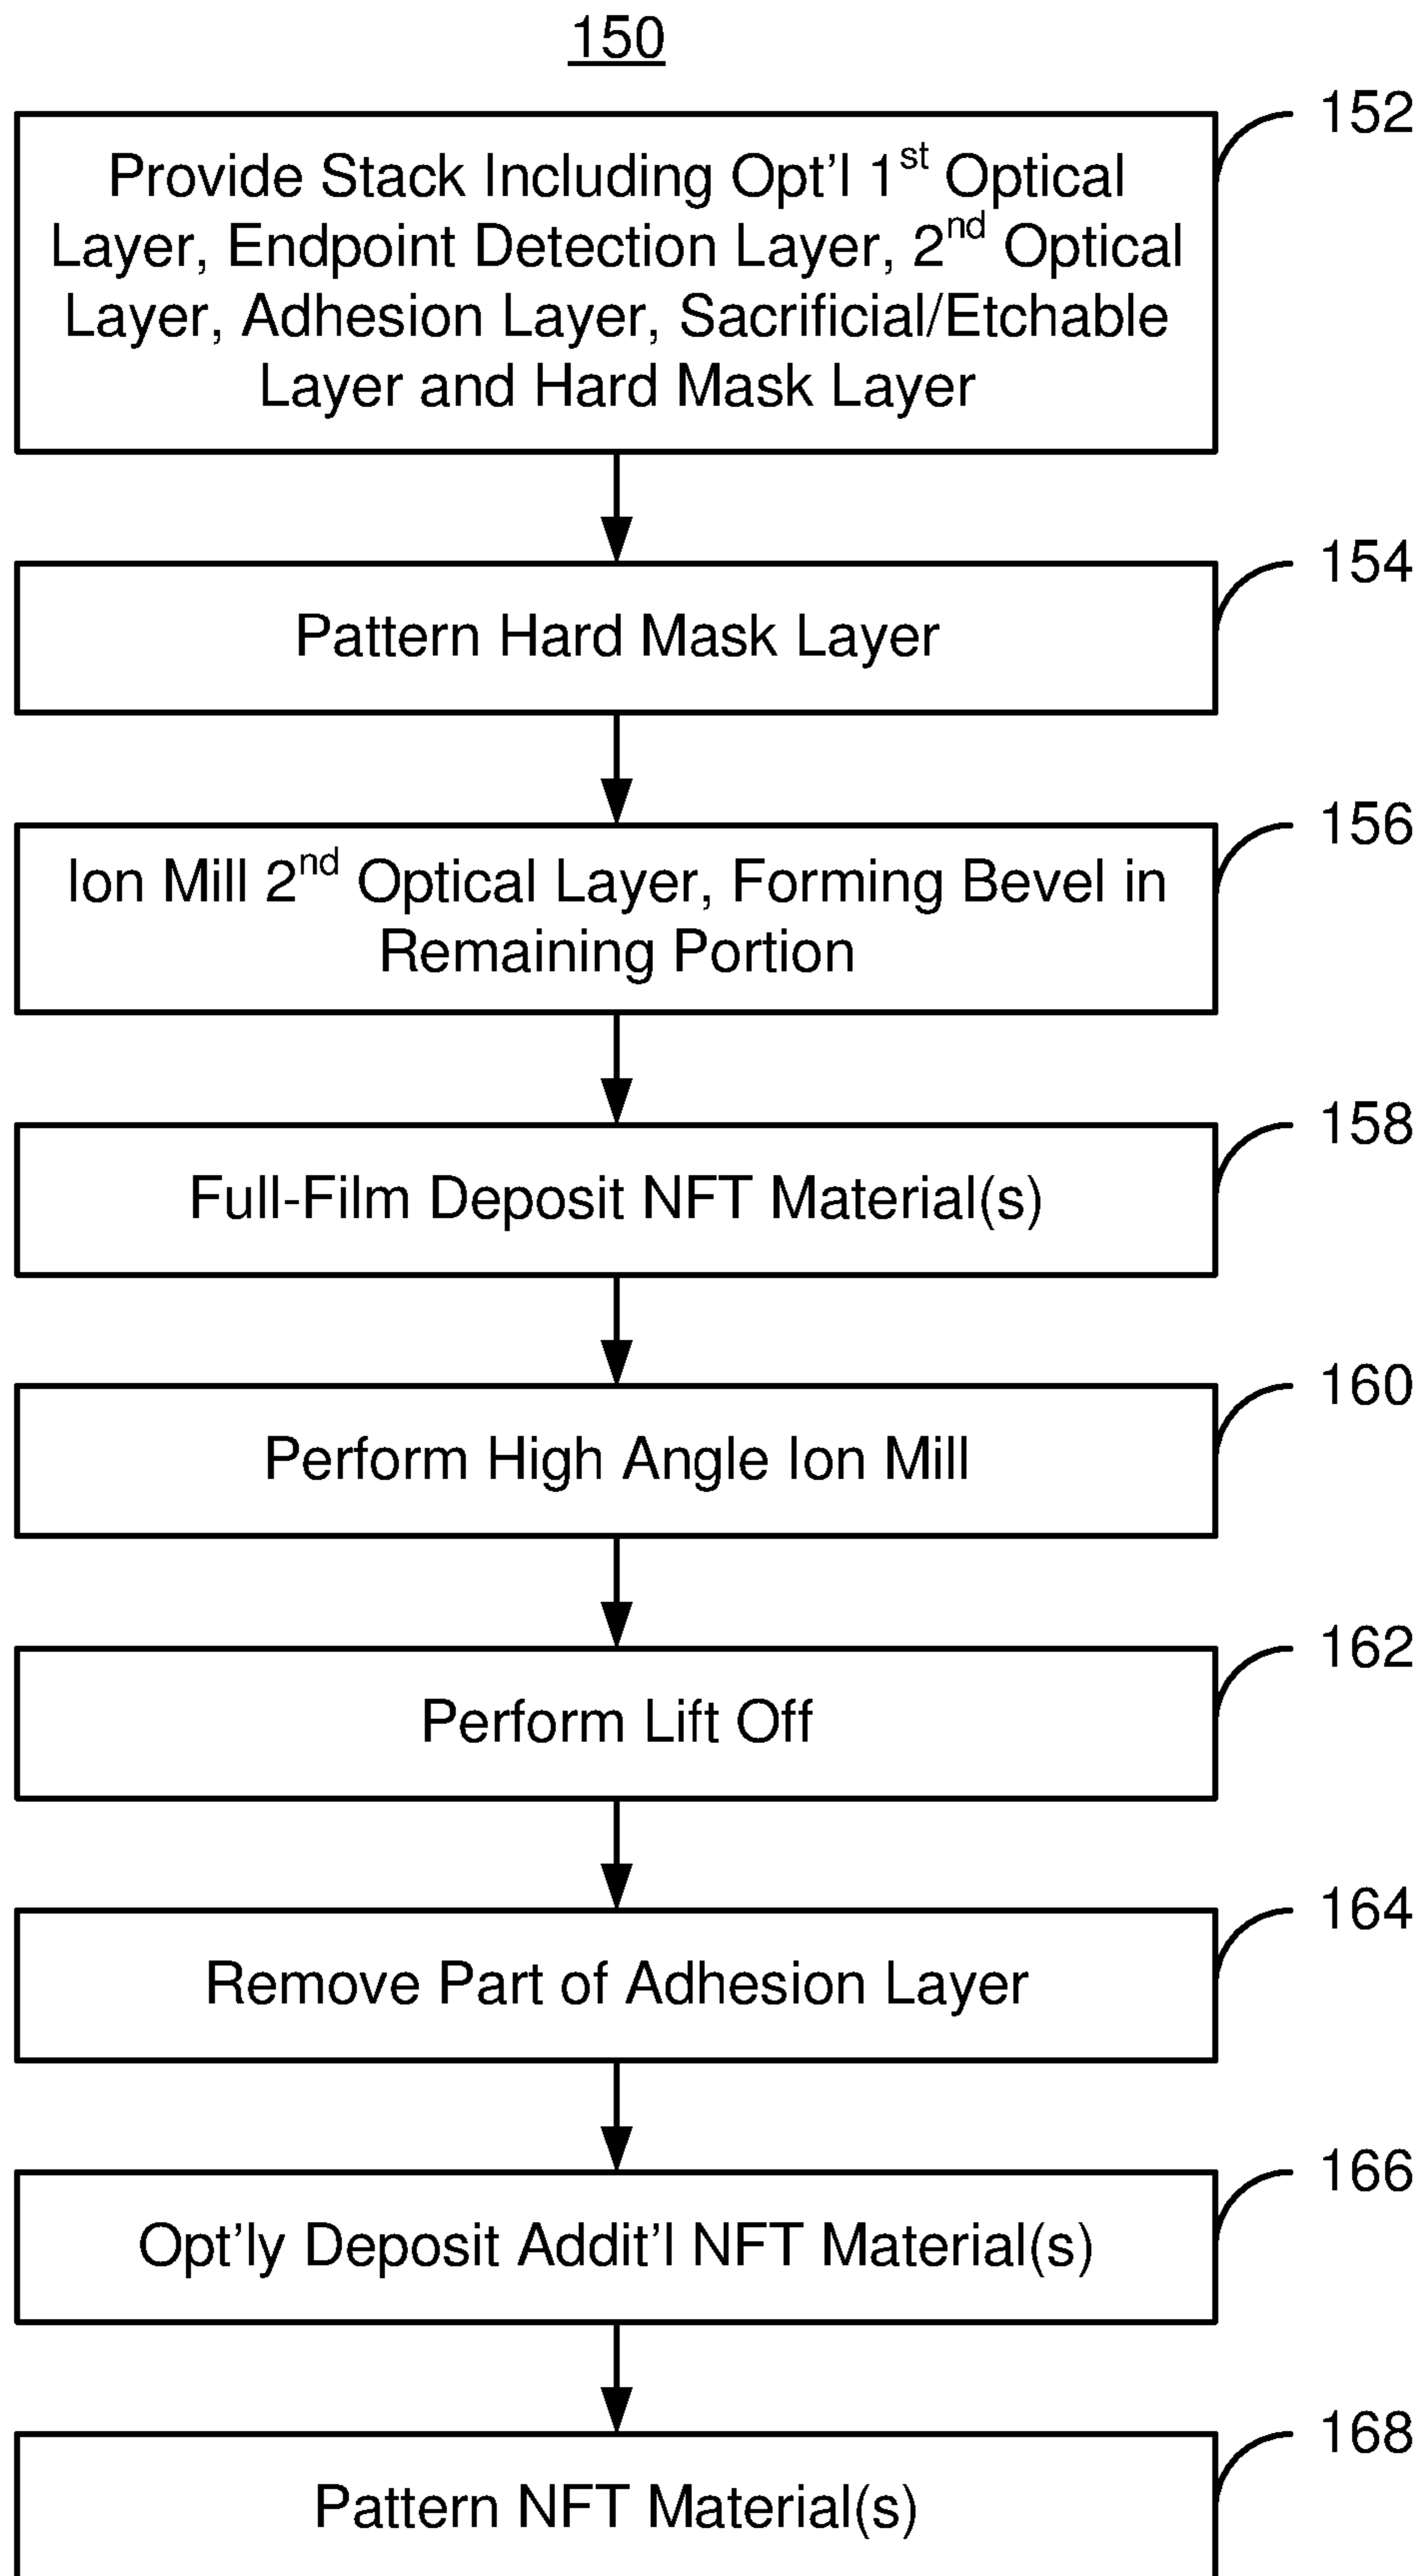 150
152
Provide Stack Including Opt'l 1st Optical
Layer, Endpoint Detection Layer, 2nd Optical
Layer, Adhesion Layer, Sacrificial/Etchable
Layer and Hard Mask Layer
154
Pattern Hard Mask Layer
156
Ion Mill 2nd Optical Layer, Forming Bevel in
Remaining Portion
158
Full-Film Deposit NFT Material(s)
160
Perform High Angle Ion Mill
162
Perform Lift Off
164
Remove Part of Adhesion Layer
166
Opt'ly Deposit Addit'l NFT Material(s)
168
Pattern NFT Material(s)